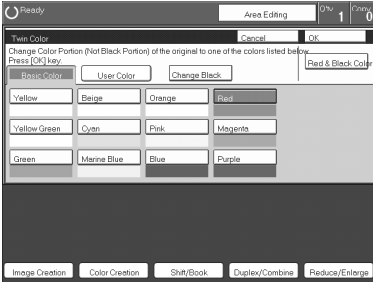 Ready
Area Editing
1
0
Twin Color
Cancel
OK
Change Color Portion (Not Black Portion) of the original to one of the colors listed below
Press [OK] key.
Red & Black Color
Basic Color
User Color
Change Black
Yellow
Beige
Orange
Red
Yellow Green
Cyan
Pink
Magenta
Green
Marine Blue
Blue
Purple
Image Creation
Color Creation
Shift/Book
Duplex/Combine
Reduce/Enlarge